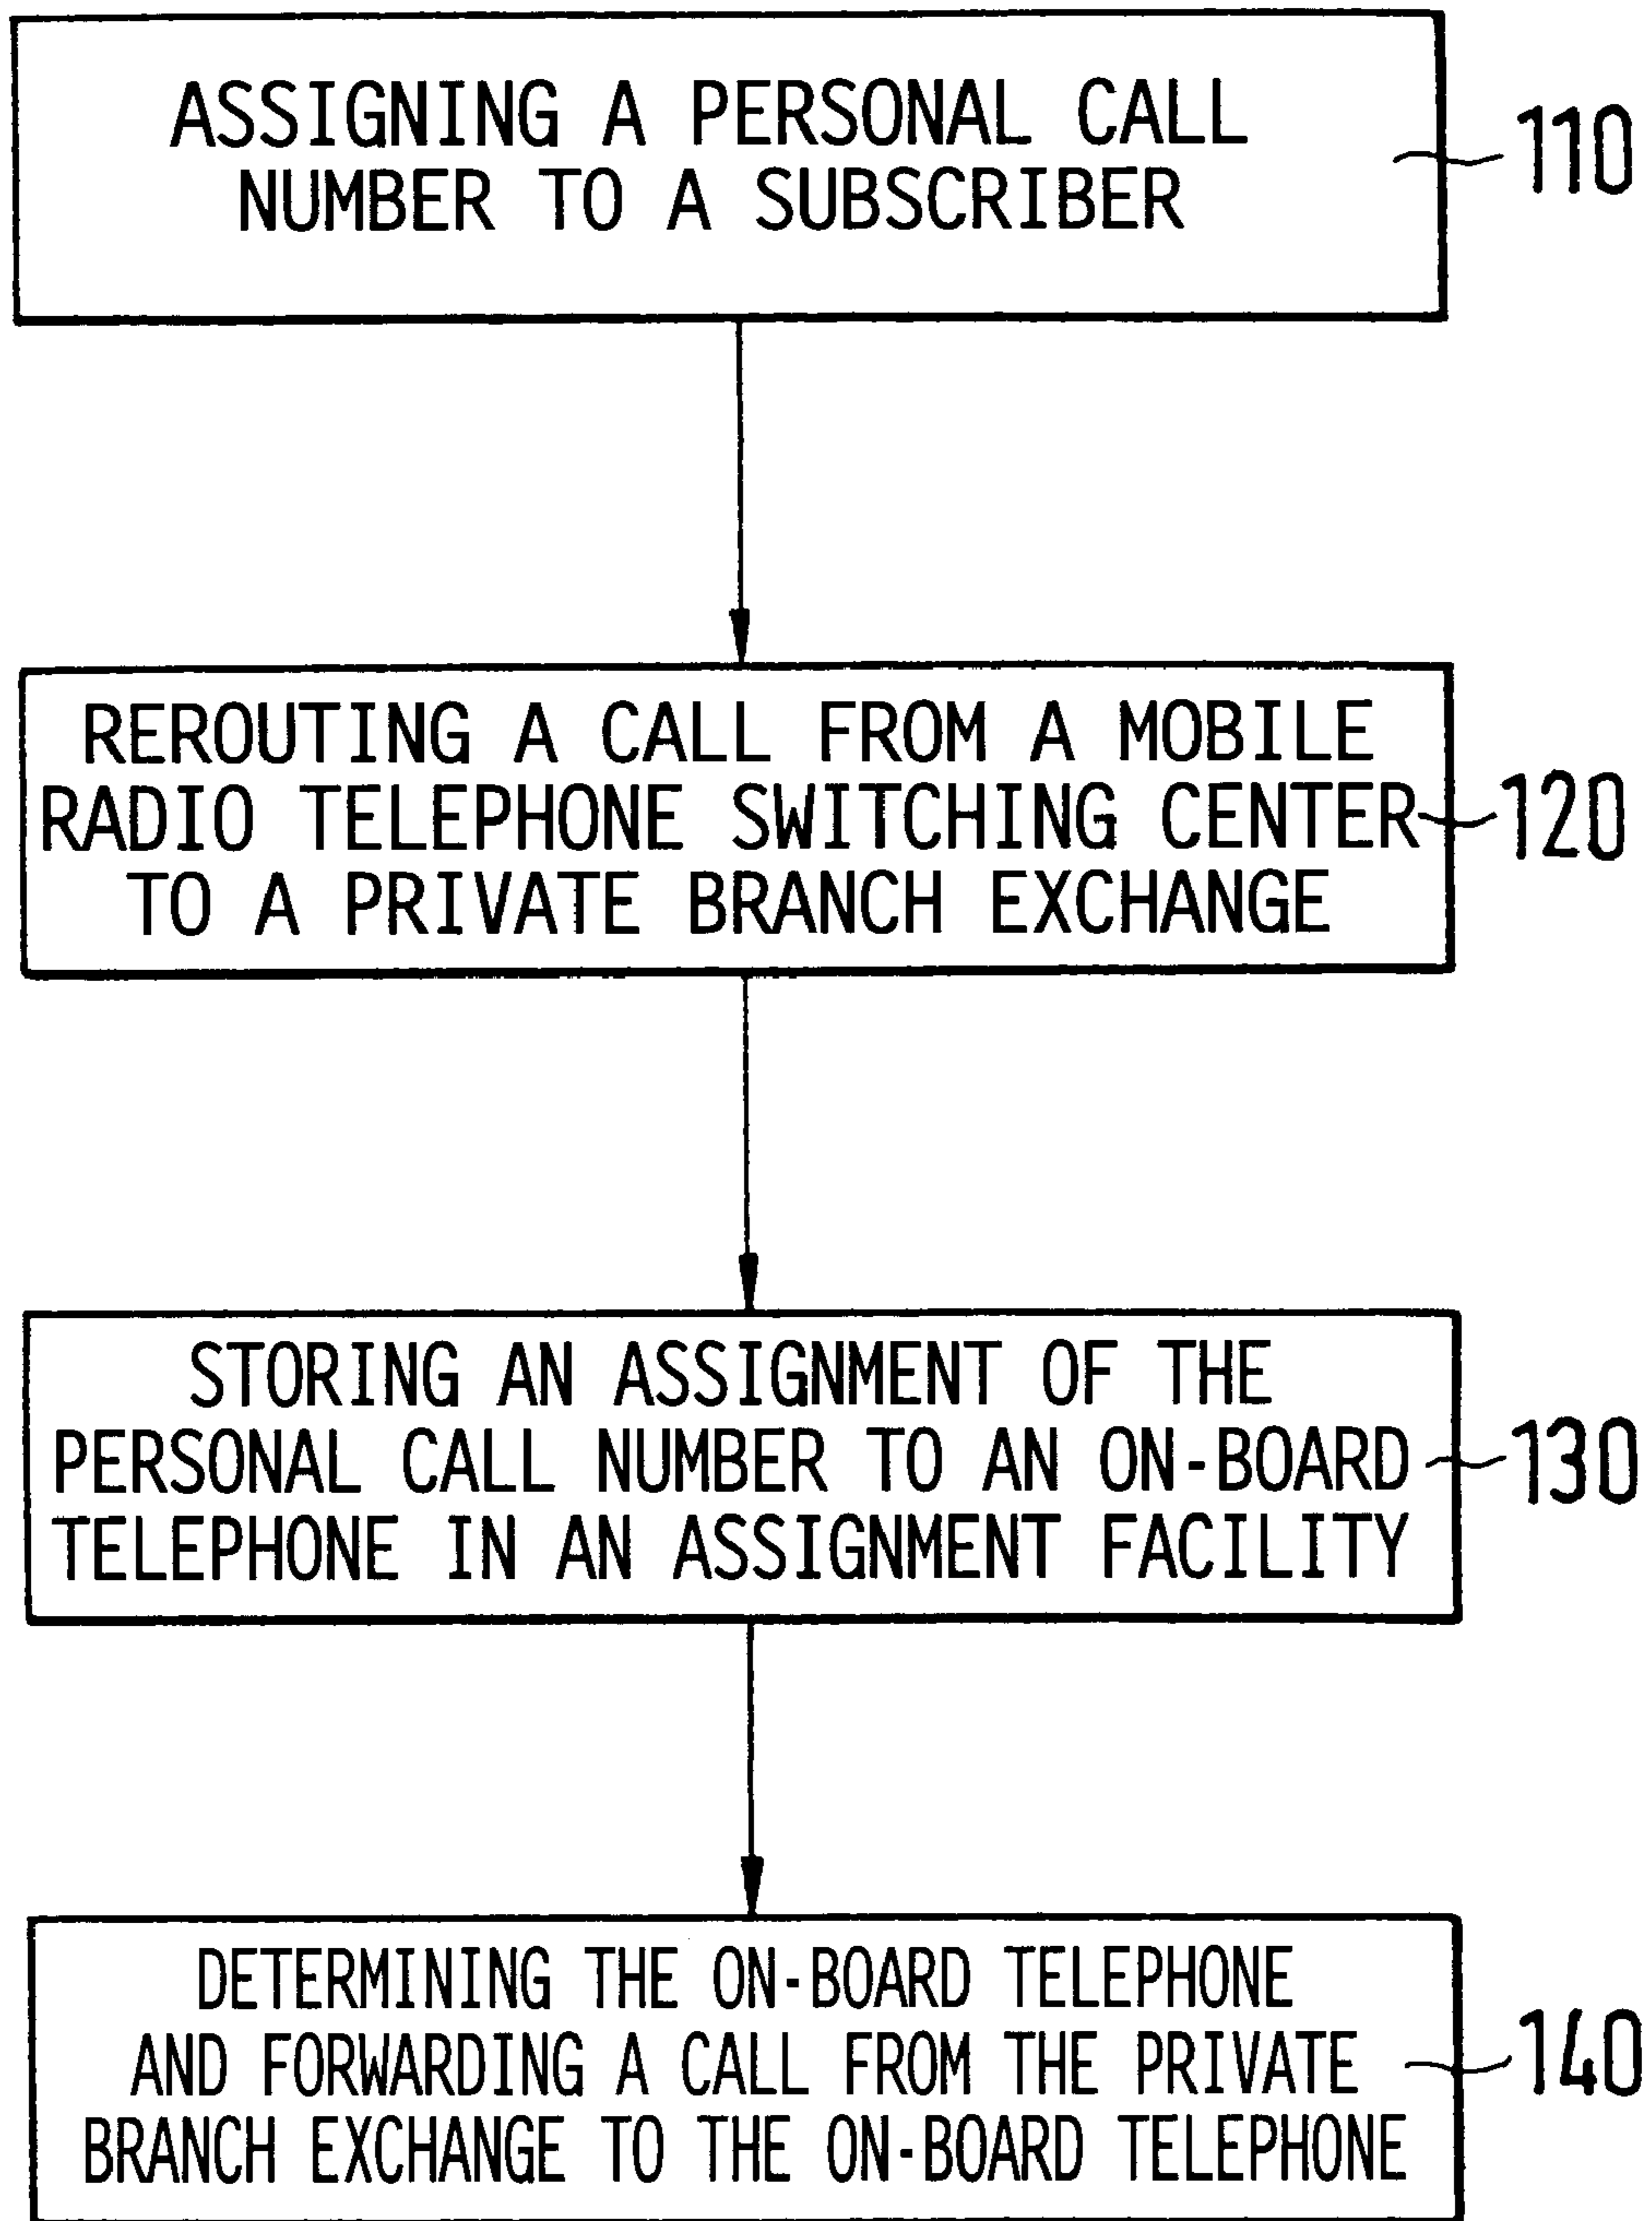 ASSIGNING A PERSONAL CALL
NUMBER TO A SUBSCRIBER
110
REROUTING A CALL FROM A MOBILE
RADIO TELEPHONE SWITCHING CENTER
TO A PRIVATE BRANCH EXCHANGE
120
STORING AN ASSIGNMENT OF THE
PERSONAL CALL NUMBER TO AN ON-BOARD
TELEPHONE IN AN ASSIGNMENT FACILITY
130
DETERMINING THE ON-BOARD TELEPHONE
AND FORWARDING A CALL FROM THE PRIVATE
BRANCH EXCHANGE TO THE ON-BOARD TELEPHONE
140